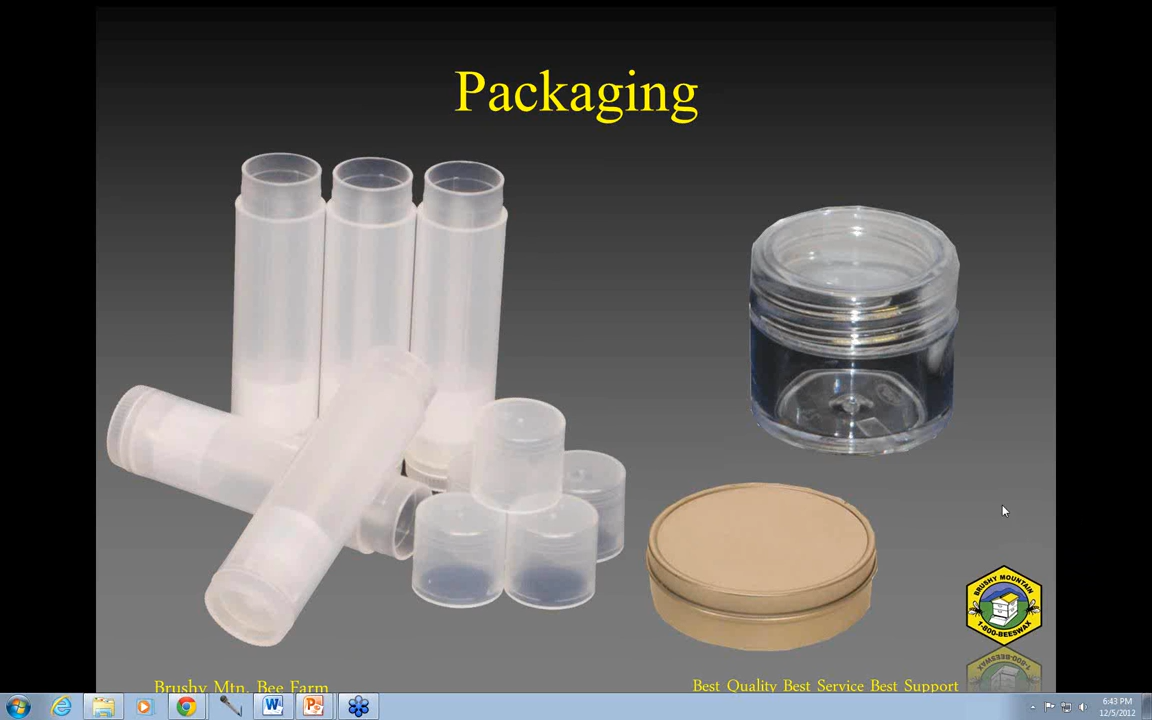 Packaging
BRUSHY MOUNTAIN
1-800-BEESWAX
Brushy Mtn. Bee Farm
Best Quality Best Service Best Support
6:43 PM
12/5/2012